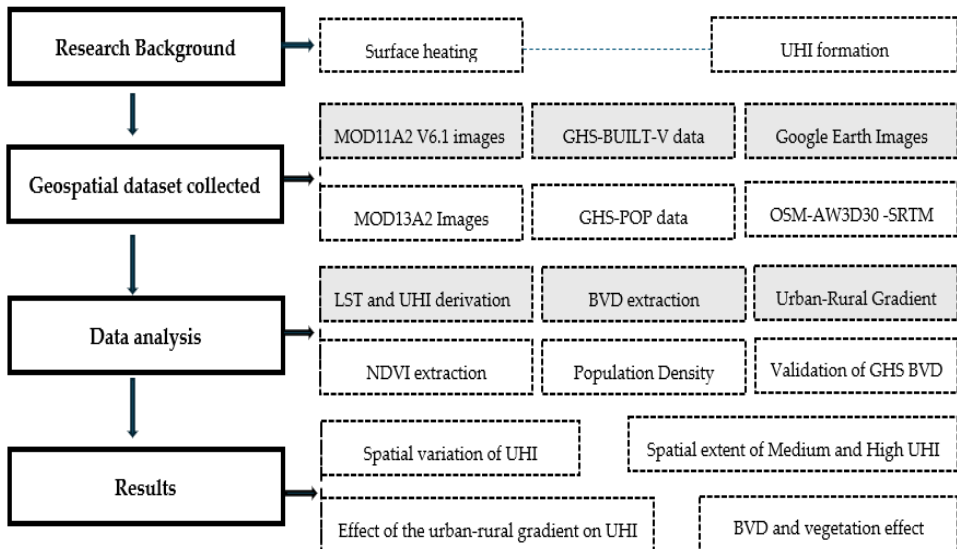 Research Background
Surface heating
UHI formation
MOD11A2 V6.1 images
GHS-BUILT-V data
Google Earth Images
Geospatial dataset collected
MOD13A2 Images
GHS-POP data
OSM-AW3D30 -SRTM
LST and UHI derivation
BVD extraction
Urban-Rural Gradient
Data analysis
NDVI extraction
Population Density
Validation of GHS BVD
Spatial variation of UHI
Spatial extent of Medium and High UHI
Results
Effect of the urban-rural gradient on UHI
BVD and vegetation effect